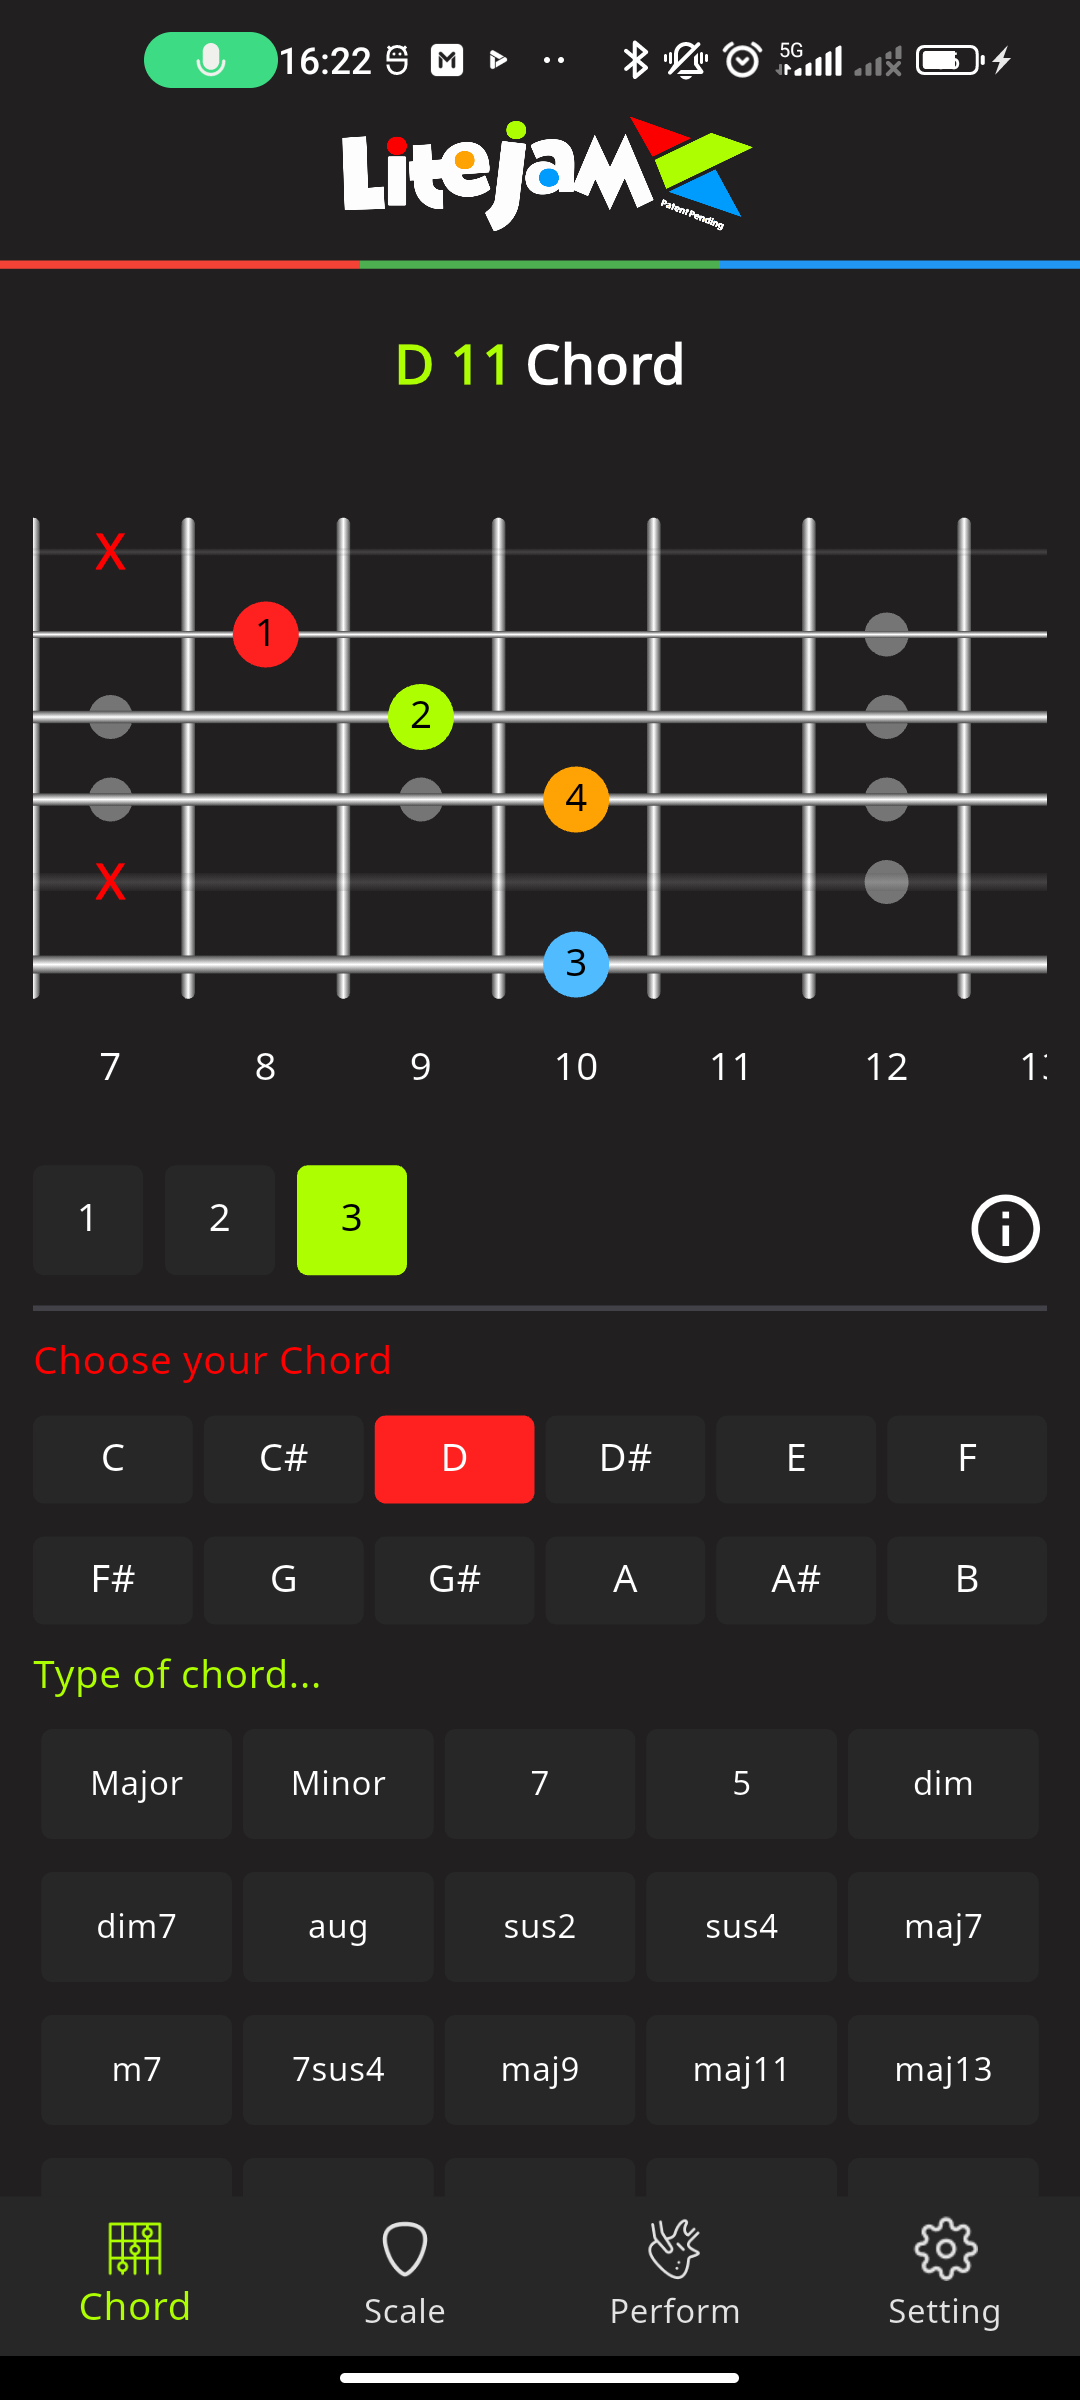 16:22
5G
Litejam
Patent Pending
D 11 Chord
X
1
2
4
X
3
7 8 9 10 11 12
1 2 3
Choose your Chord
C C# D D# E F
F# G G# A A# B
Type of chord...
Major Minor 7 5 dim
dim7 aug sus2 sus4 maj7
m7 7sus4 maj9 maj11 maj13
Chord Scale Perform Setting